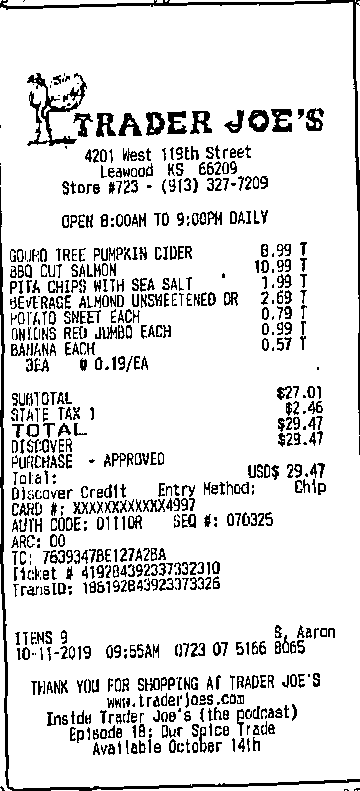 TRADER JOE'S
4201 West 119th Street
Leawood KS 66209
Store #723 - (913) 327-7209
OPEN 8:00AM TO 9:00PM DAILY
GOURD TREE PUMPKIN CIDER 8.99 T
BBQ CUT SALMON 10.99 T
PITA CHIPS WITH SEA SALT 1.99 T
BEVERAGE ALMOND UNSWEETENED OR 2.69 T
POTATO SWEET EACH 0.79 T
ONIONS RED JUMBO EACH 0.99 T
BANANA EACH 0.57 T
3EA @ 0.19/EA
SUBTOTAL $27.01
STATE TAX 1 $2.46
TOTAL $29.47
DISCOVER $29.47
PURCHASE - APPROVED
Total: USD$ 29.47
Discover Credit Entry Method: Chip
CARD #: XXXXXXXXXXXX4997
AUTH CODE: 01110R SEQ #: 070325
ARC: 00
TC: 7639347BE127A2BA
Ticket # 419284392337332310
TransID: 186192843923373326
ITEMS 9 S, Aaron
10-11-2019 09:55AM 0723 07 5166 8065
THANK YOU FOR SHOPPING AT TRADER JOE'S
www.traderjoes.com
Inside Trader Joe's (the podcast)
Episode 18: Our Spice Trade
Available October 14th